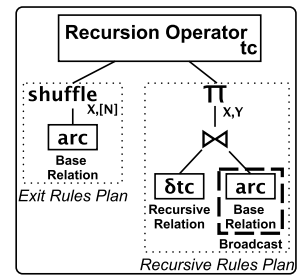 Recursion Operator
tc
shuffle
X,[N]
arc
Base
Relation
Exit Rules Plan
Π
X,Y
⋈
δtc
Recursive
Relation
arc
Base
Relation
Broadcast
Recursive Rules Plan